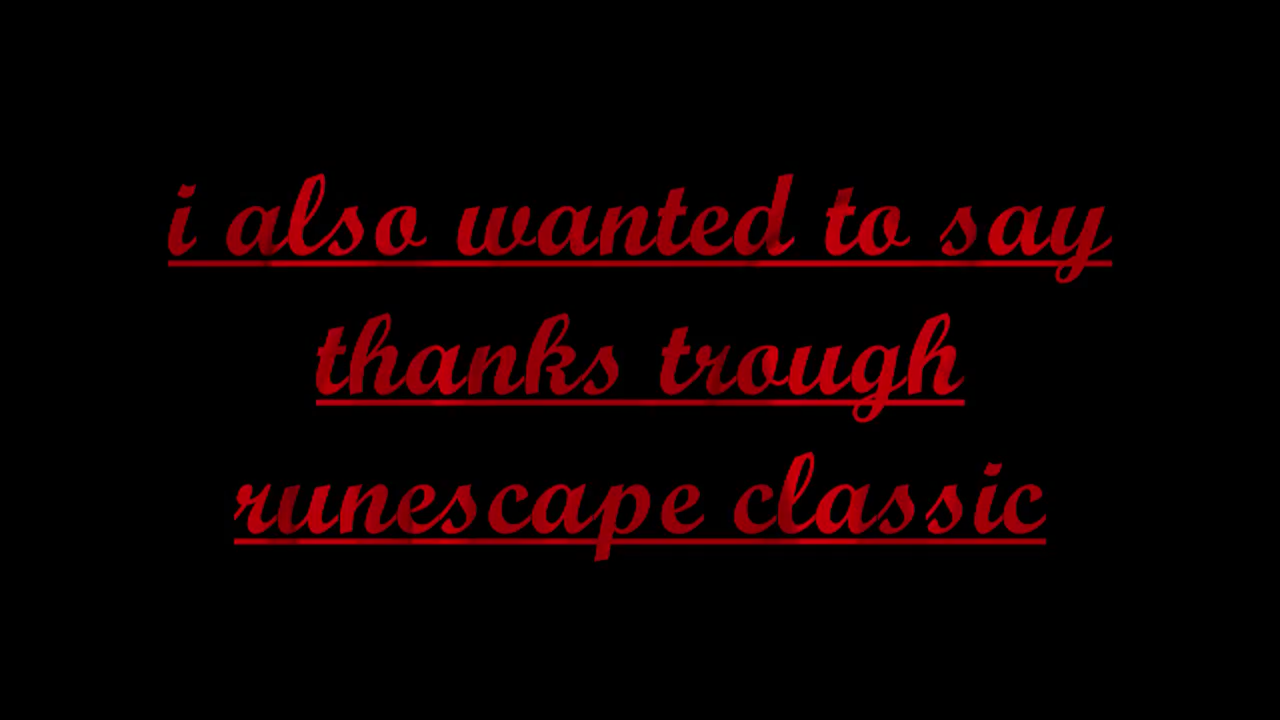 i also wanted to say
thanks trough
runescape classic